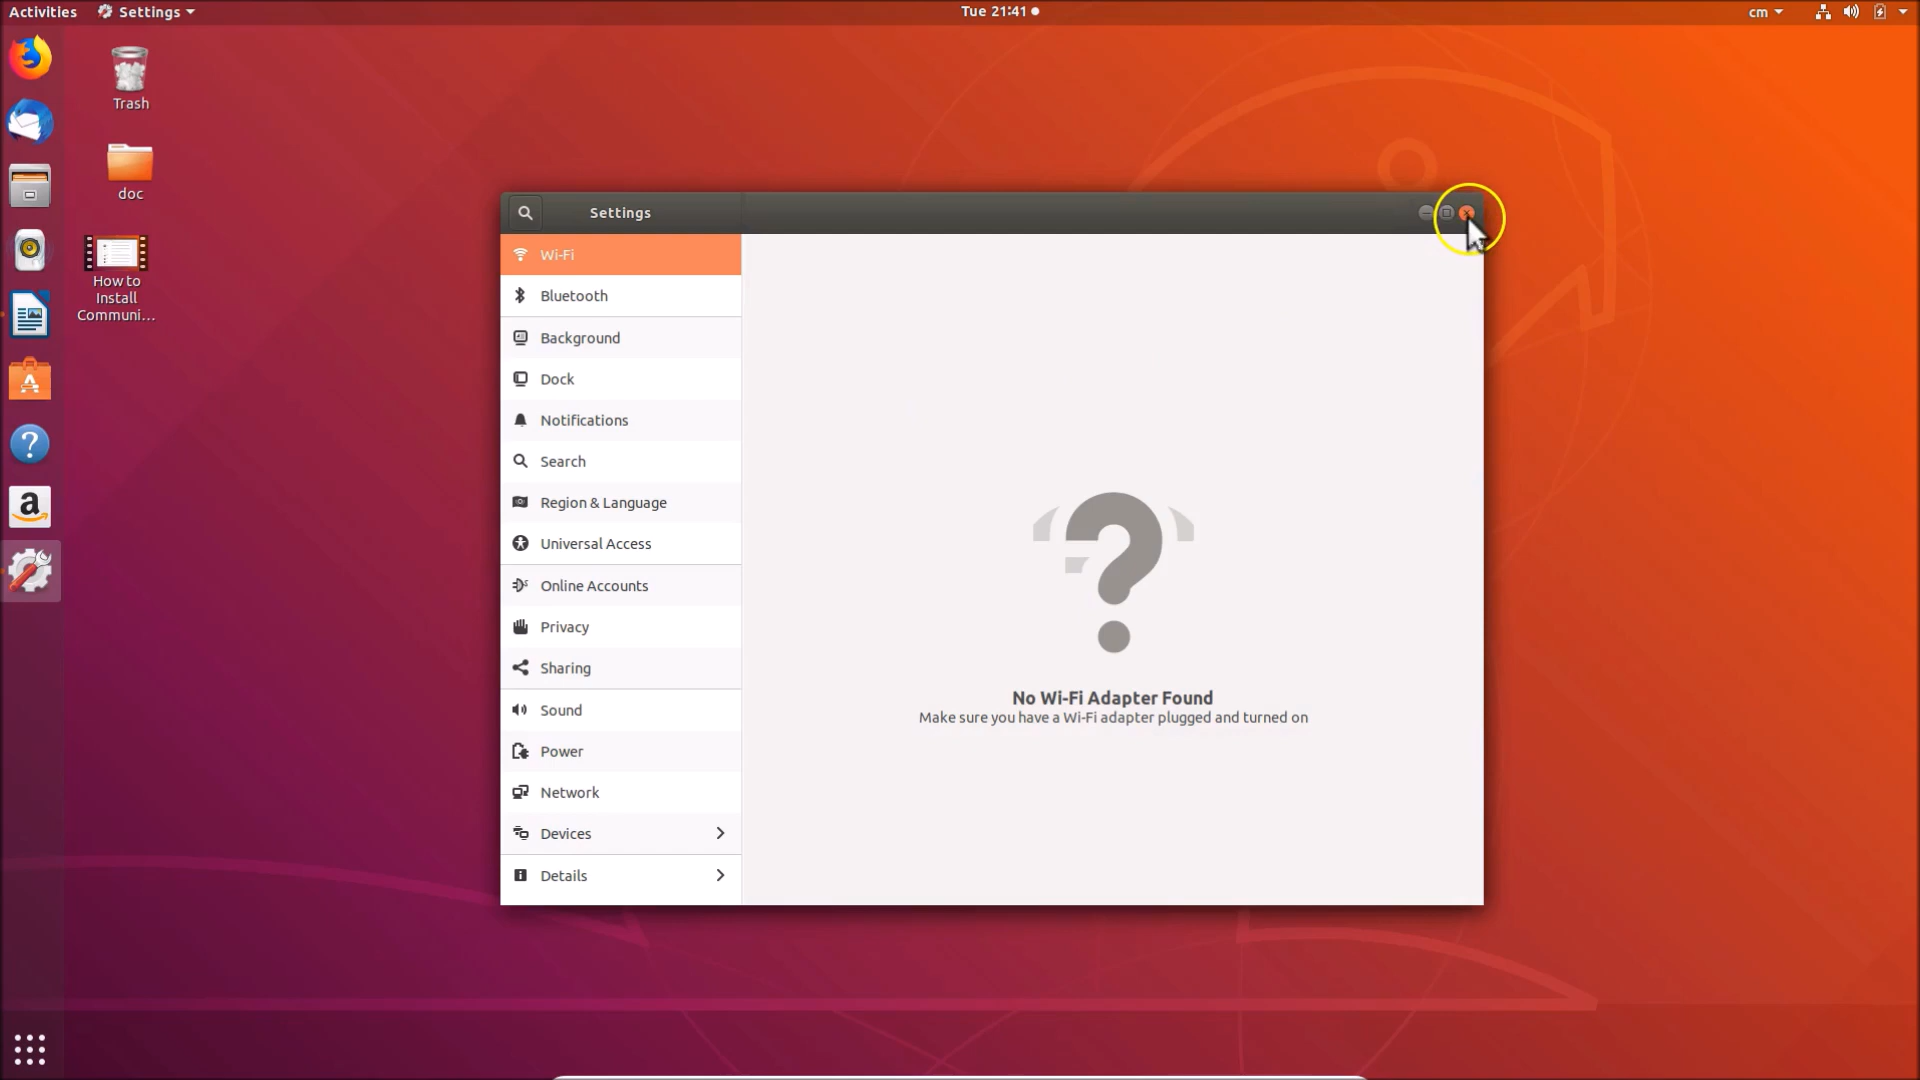 Activities
Settings
Tue 21:41
cm
Trash
doc
How to
Install
Communi...
Settings
Wi-Fi
Bluetooth
Background
Dock
Notifications
Search
Region & Language
Universal Access
Online Accounts
Privacy
Sharing
Sound
Power
Network
Devices
Details
No Wi-Fi Adapter Found
Make sure you have a Wi-Fi adapter plugged and turned on